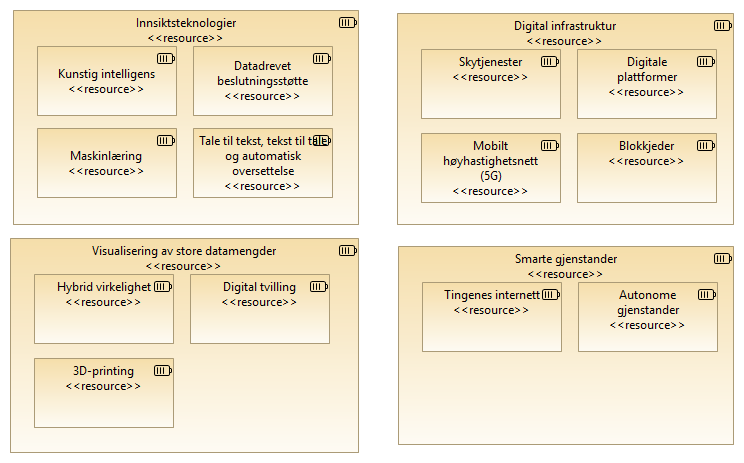 Innsiktsteknologier
<<resource>>
Kunstig intelligens
<<resource>>
Datadrevet
beslutningsstøtte
<<resource>>
Maskinlæring
<<resource>>
Tale til tekst, tekst til tale
og automatisk
oversettelse
<<resource>>
Digital infrastruktur
<<resource>>
Skytjenester
<<resource>>
Digitale
plattformer
<<resource>>
Mobilt
høyhastighetsnett
(5G)
<<resource>>
Blokkjeder
<<resource>>
Visualisering av store datamengder
<<resource>>
Hybrid virkelighet
<<resource>>
Digital tvilling
<<resource>>
3D-printing
<<resource>>
Smarte gjenstander
<<resource>>
Tingenes internett
<<resource>>
Autonome
gjenstander
<<resource>>